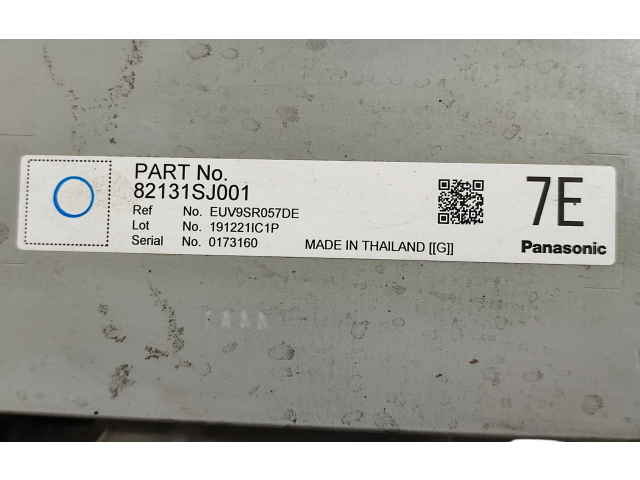 PART No.
82131SJ001
Ref No. EUV9SR057DE
Lot No. 191221IC1P
Serial No. 0173160
MADE IN THAILAND [[G]]
7E
Panasonic